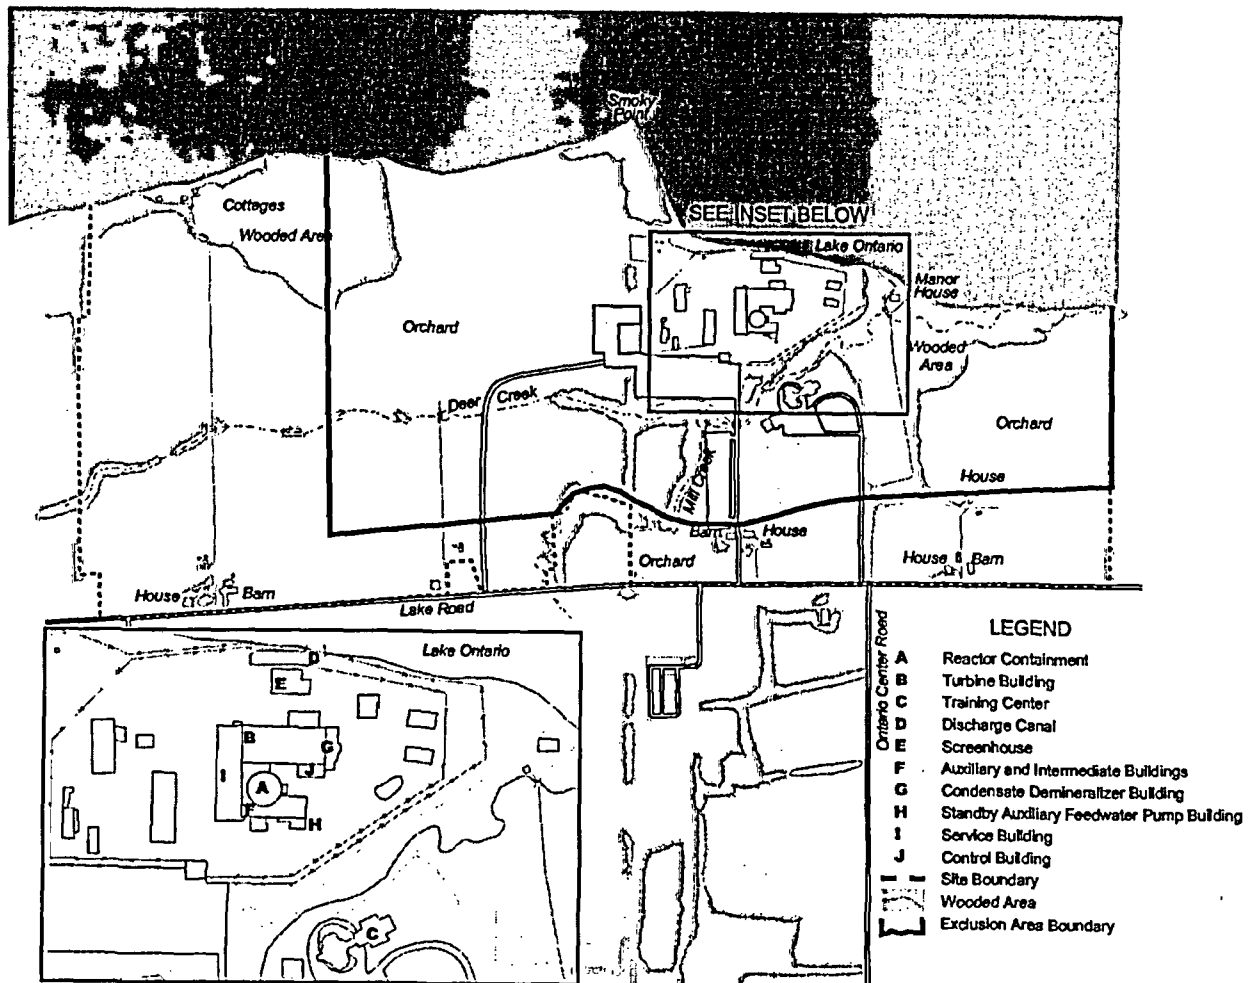 Smoky
Point
SEE INSET BELOW
Cottages
Wooded Area
Lake Ontario
Manor
House
Orchard
Wooded
Area
Deer Creek
Orchard
Mill Creek
House
Barn
House
Orchard
House
Barn
House
Barn
Lake Road
Ontario Center Road
Lake Ontario
D
E
B
G
I
J
A
F
H
C
LEGEND
A Reactor Containment
B Turbine Building
C Training Center
D Discharge Canal
E Screenhouse
F Auxiliary and Intermediate Buildings
G Condensate Demineralizer Building
H Standby Auxiliary Feedwater Pump Building
I Service Building
J Control Building
Site Boundary
Wooded Area
Exclusion Area Boundary